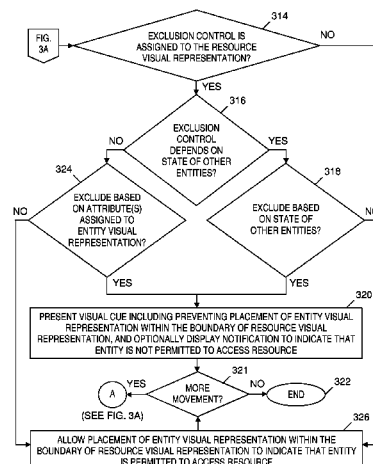 314
FIG.
3A
EXCLUSION CONTROL IS
ASSIGNED TO THE RESOURCE
VISUAL REPRESENTATION?
NO
YES
316
NO
EXCLUSION
CONTROL
DEPENDS ON
STATE OF OTHER
ENTITIES?
YES
324
318
NO
EXCLUDE BASED
ON ATTRIBUTE(S)
ASSIGNED TO
ENTITY VISUAL
REPRESENTATION?
EXCLUDE BASED
ON STATE OF
OTHER ENTITIES?
NO
YES
YES
320
PRESENT VISUAL CUE INCLUDING PREVENTING PLACEMENT OF ENTITY VISUAL
REPRESENTATION WITHIN THE BOUNDARY OF RESOURCE VISUAL
REPRESENTATION, AND OPTIONALLY DISPLAY NOTIFICATION TO INDICATE THAT
ENTITY IS NOT PERMITTED TO ACCESS RESOURCE
321
A
YES
MORE
MOVEMENT?
NO
END
322
(SEE FIG. 3A)
326
ALLOW PLACEMENT OF ENTITY VISUAL REPRESENTATION WITHIN THE
BOUNDARY OF RESOURCE VISUAL REPRESENTATION TO INDICATE THAT ENTITY
IS PERMITTED TO ACCESS RESOURCE